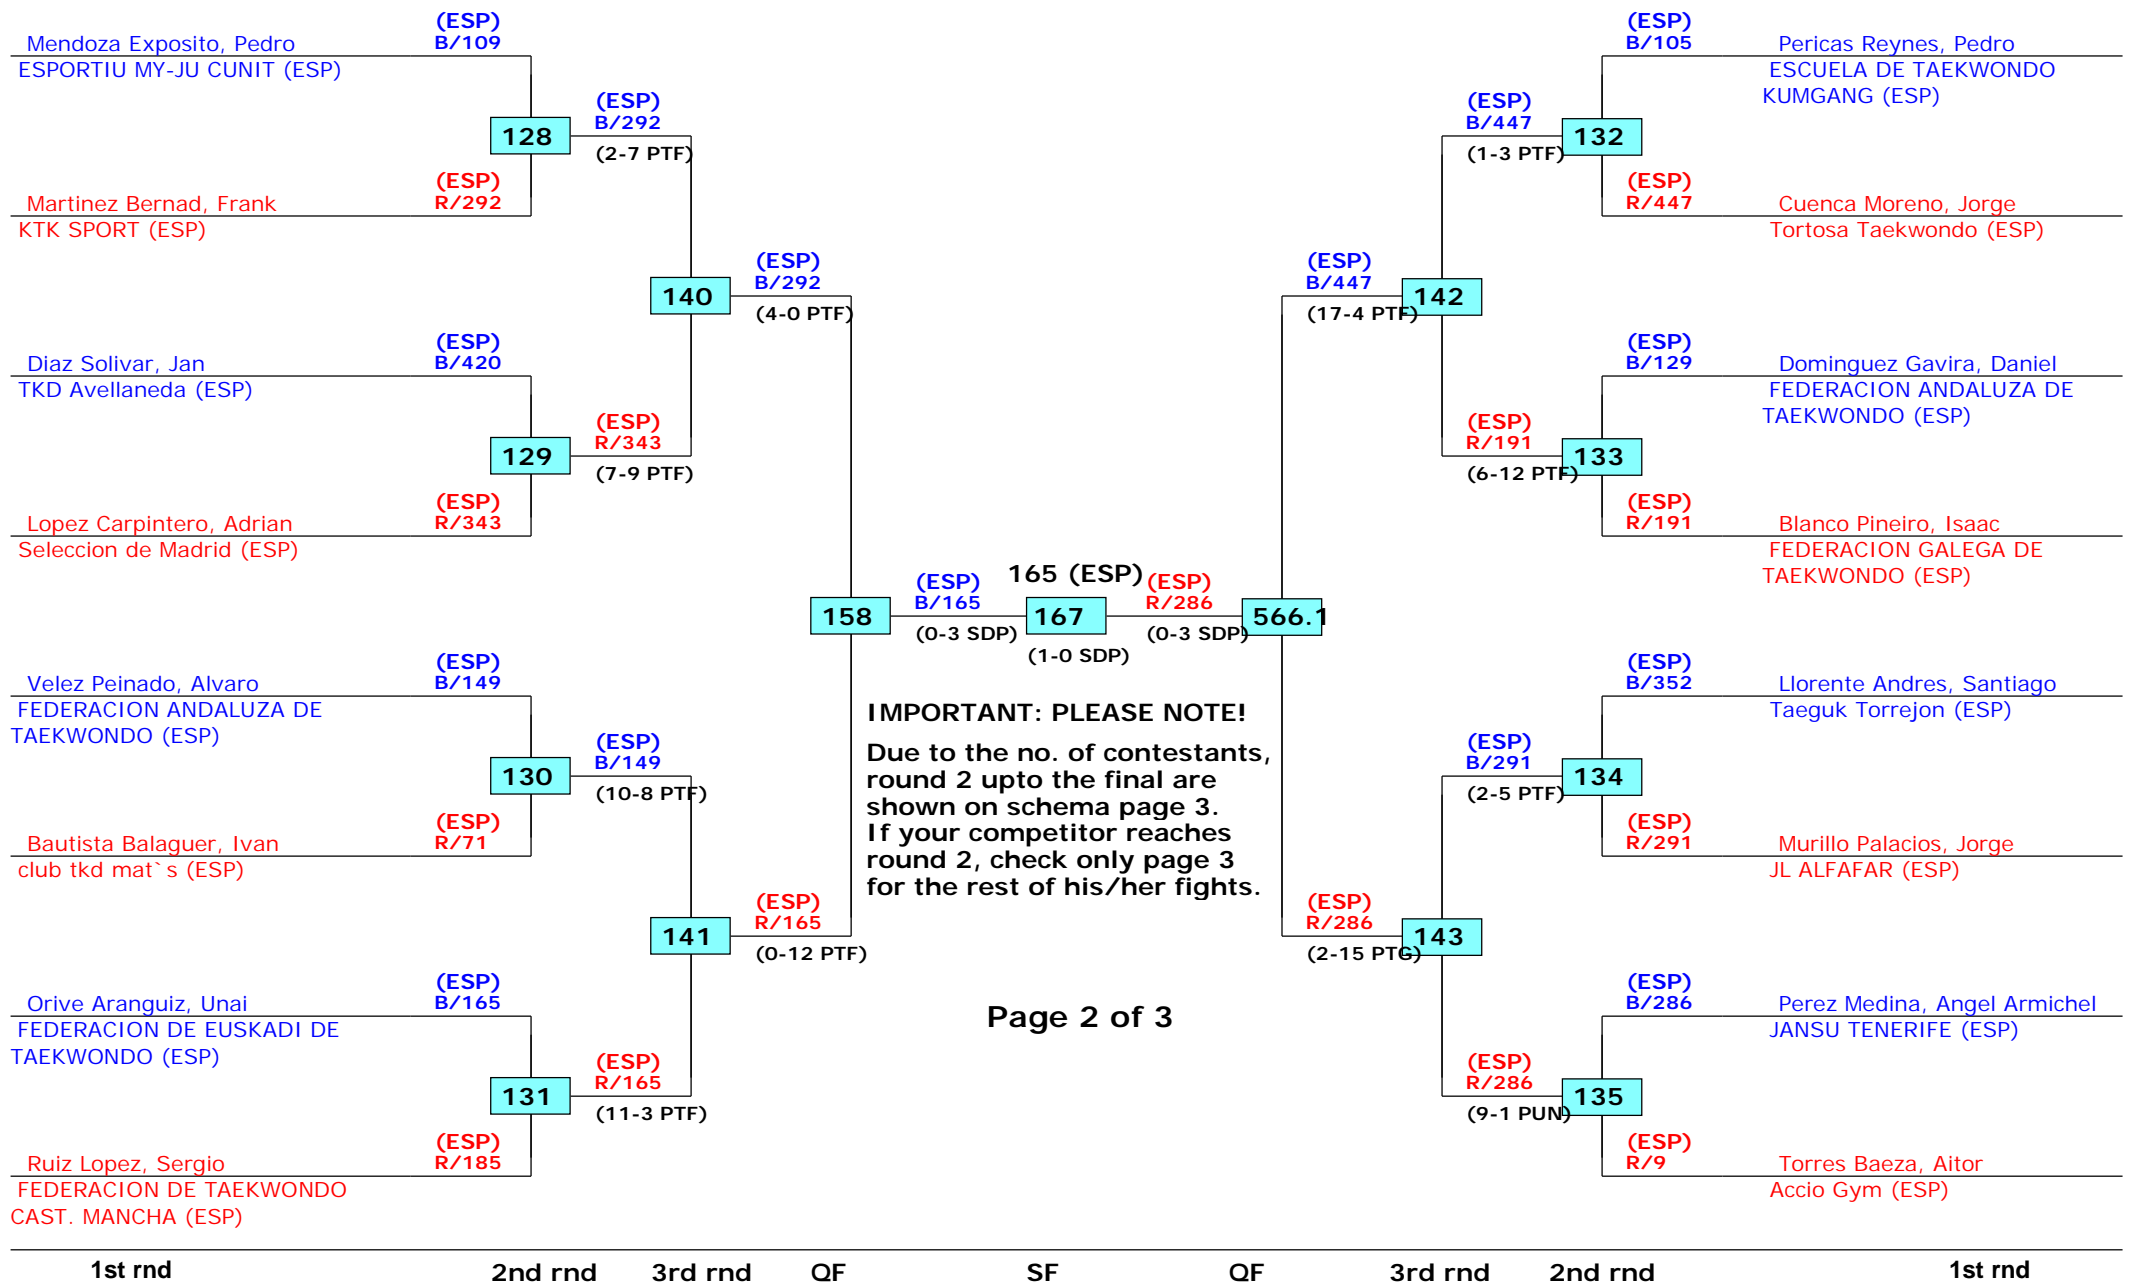 (ESP)
Mendoza Exposito, Pedro B/109
ESPORTIU MY-JU CUNIT (ESP)
(ESP)
B/292
128
(2-7 PTF)
(ESP)
Martinez Bernad, Frank R/292
KTK SPORT (ESP)
(ESP)
B/292
140
(4-0 PTF)
(ESP)
Diaz Solivar, Jan B/420
TKD Avellaneda (ESP)
(ESP)
R/343
129
(7-9 PTF)
(ESP)
Lopez Carpintero, Adrian R/343
Seleccion de Madrid (ESP)
158
(ESP)
B/165
(0-3 SDP)
165 (ESP)
167
(1-0 SDP)
(ESP)
R/286
(0-3 SDP)
566.1
(ESP)
Velez Peinado, Alvaro B/149
FEDERACION ANDALUZA DE
TAEKWONDO (ESP)
(ESP)
B/149
130
(10-8 PTF)
(ESP)
Bautista Balaguer, Ivan R/71
club tkd mat`s (ESP)
(ESP)
R/165
141
(0-12 PTF)
(ESP)
Orive Aranguiz, Unai B/165
FEDERACION DE EUSKADI DE
TAEKWONDO (ESP)
(ESP)
R/165
131
(11-3 PTF)
(ESP)
Ruiz Lopez, Sergio R/185
FEDERACION DE TAEKWONDO
CAST. MANCHA (ESP)
IMPORTANT: PLEASE NOTE!
Due to the no. of contestants,
round 2 upto the final are
shown on schema page 3.
If your competitor reaches
round 2, check only page 3
for the rest of his/her fights.
Page 2 of 3
(ESP)
B/105 Pericas Reynes, Pedro
ESCUELA DE TAEKWONDO
KUMGANG (ESP)
(ESP)
B/447
132
(1-3 PTF)
(ESP)
R/447 Cuenca Moreno, Jorge
Tortosa Taekwondo (ESP)
(ESP)
B/447
142
(17-4 PTF)
(ESP)
B/129 Dominguez Gavira, Daniel
FEDERACION ANDALUZA DE
TAEKWONDO (ESP)
(ESP)
R/191
133
(6-12 PTF)
(ESP)
R/191 Blanco Pineiro, Isaac
FEDERACION GALEGA DE
TAEKWONDO (ESP)
(ESP)
B/352 Llorente Andres, Santiago
Taeguk Torrejon (ESP)
(ESP)
B/291
134
(2-5 PTF)
(ESP)
R/291 Murillo Palacios, Jorge
JL ALFAFAR (ESP)
(ESP)
R/286
143
(2-15 PTG)
(ESP)
B/286 Perez Medina, Angel Armichel
JANSU TENERIFE (ESP)
(ESP)
R/286
135
(9-1 PUN)
(ESP)
R/9 Torres Baeza, Aitor
Accio Gym (ESP)
1st rnd 2nd rnd 3rd rnd QF SF QF 3rd rnd 2nd rnd 1st rnd